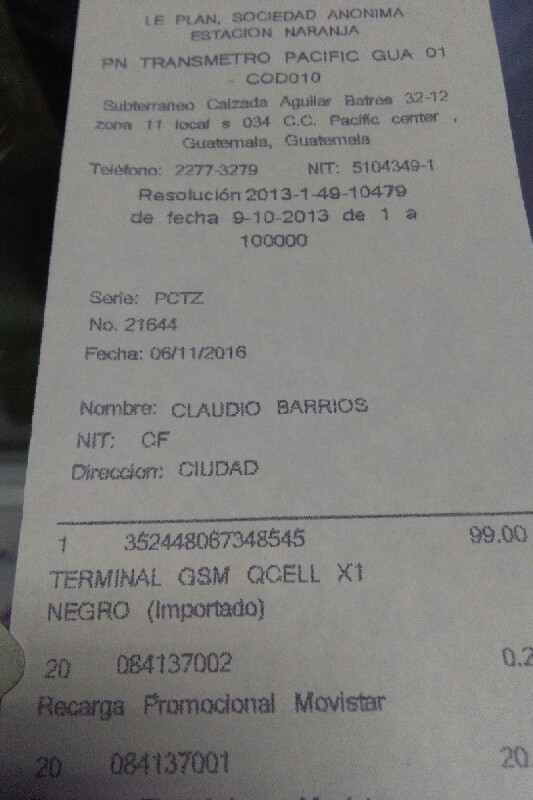 LE PLAN, SOCIEDAD ANONIMA
ESTACION NARANJA
PN TRANSMETRO PACIFIC GUA 01
- COD010
Subterraneo Calzada Aguilar Batres 32-12
zona 11 local s 034 C.C. Pacific center ,
Guatemala, Guatemala
Teléfono: 2277-3279 NIT: 5104349-1
Resolución 2013-1-49-10479
de fecha 9-10-2013 de 1 a
100000
Serie: PCTZ
No. 21644
Fecha: 06/11/2016
Nombre: CLAUDIO BARRIOS
NIT: CF
Direccion: CIUDAD
1 352448067348545 99.00
TERMINAL GSM QCELL X1
NEGRO (Importado)
20 084137002 0.2
Recarga Promocional Movistar
20 084137001 20.